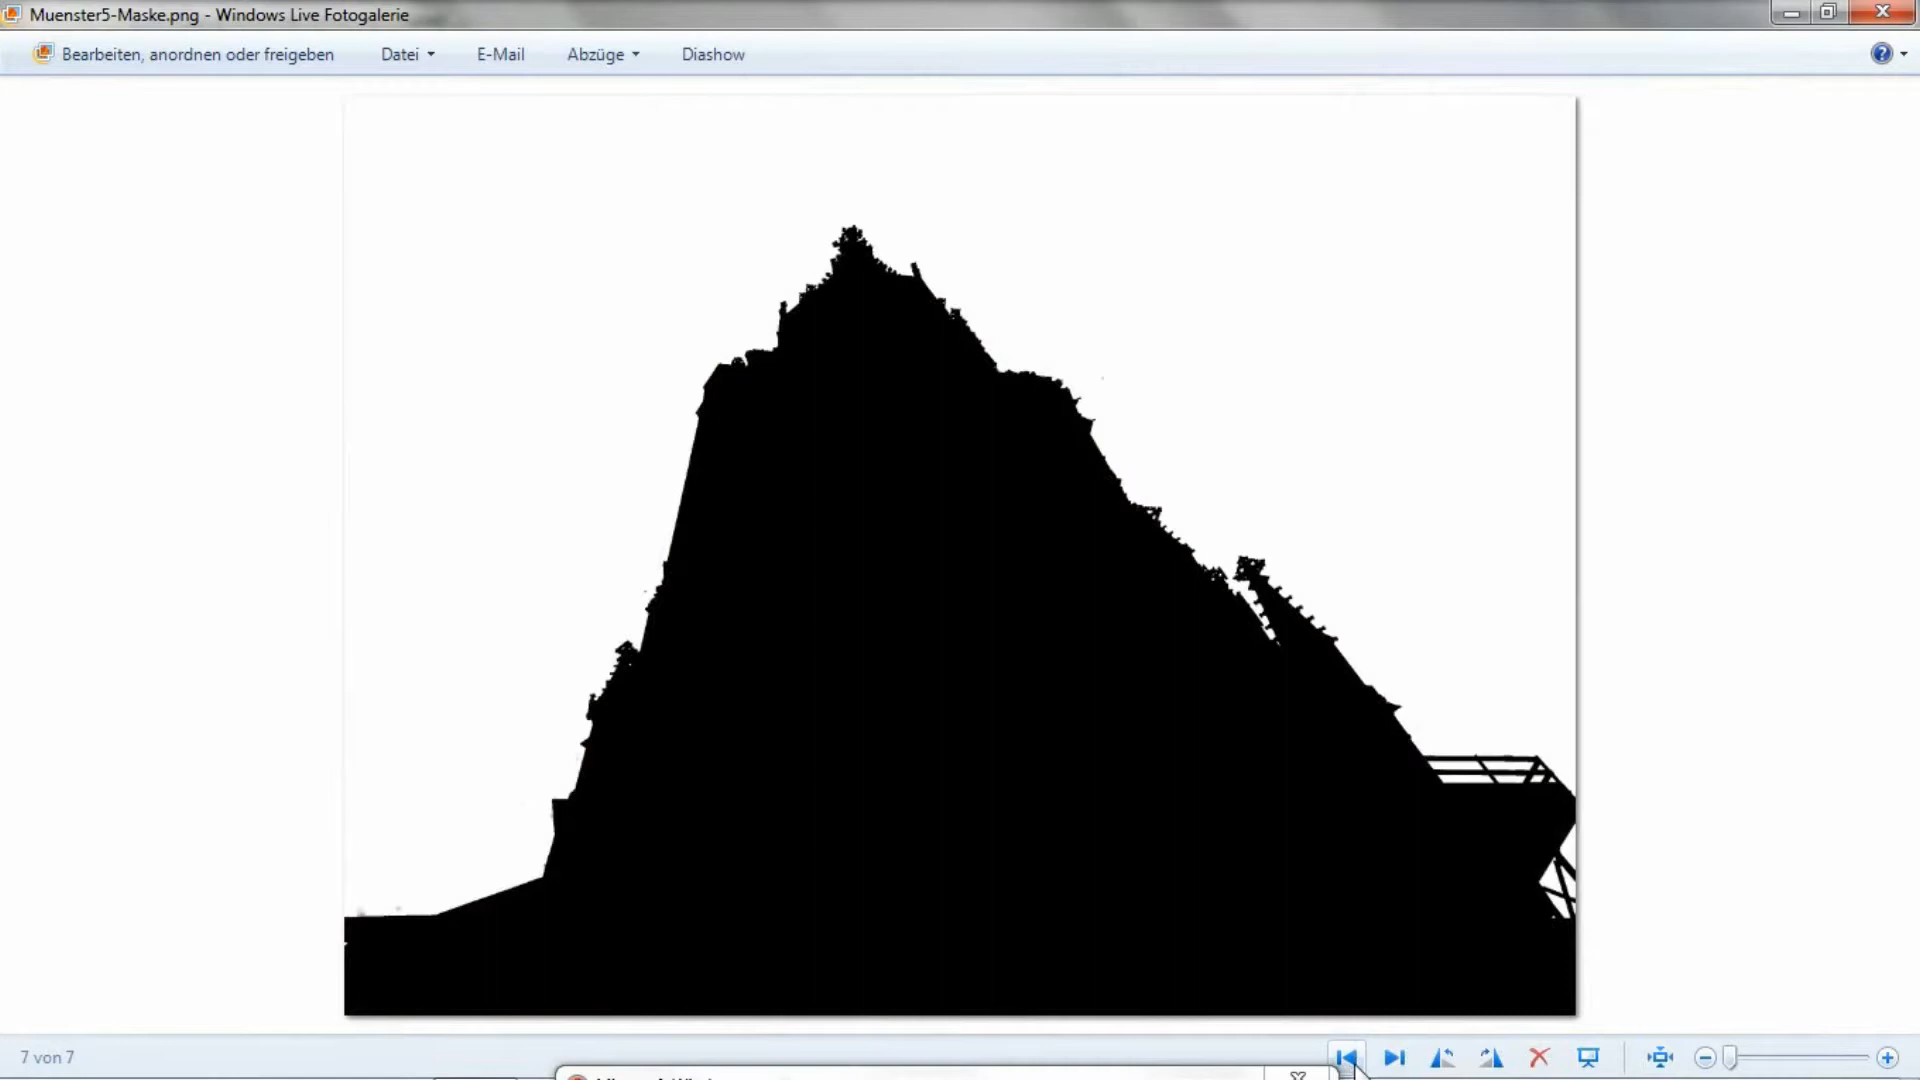 Muenster5-Maske.png - Windows Live Fotogalerie
Bearbeiten, anordnen oder freigeben Datei E-Mail Abzüge Diashow
7 von 7